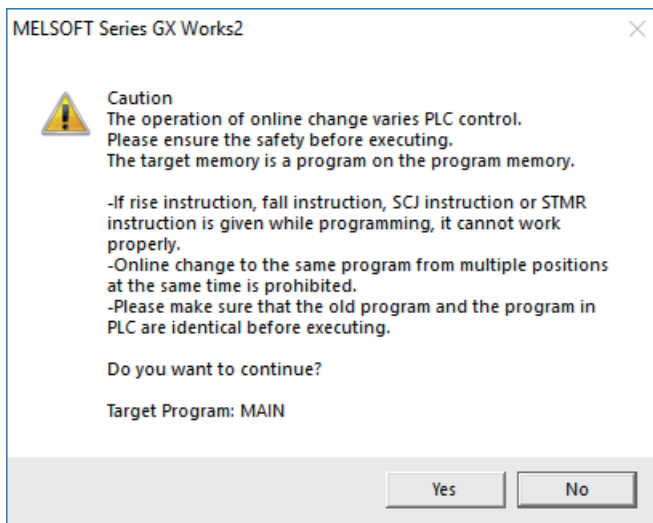 MELSOFT Series GX Works2
Caution
The operation of online change varies PLC control.
Please ensure the safety before executing.
The target memory is a program on the program memory.
-If rise instruction, fall instruction, SCJ instruction or STMR
instruction is given while programming, it cannot work
properly.
-Online change to the same program from multiple positions
at the same time is prohibited.
-Please make sure that the old program and the program in
PLC are identical before executing.
Do you want to continue?
Target Program: MAIN
Yes
No